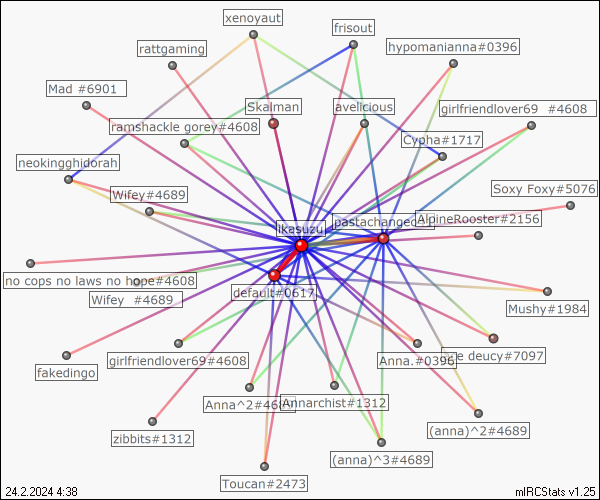 xenoyaut
frisout
rattgaming
hypomanianna#0396
Mad #6901
Skaiman
avelicious
girlfriendlover69 #4608
ramshackle gorey#4608
Cypha#1717
neokingghidorah
Wifey#4689
Soxy Foxy#5076
ikasuzu
pastachanged
AlpineRooster#2156
no cops no laws no hope#4608
Wifey #4689
default#0617
Mushy#1984
girlfriendlover69#4608
Anna.#0396
deucy#7097
fakedingo
Anna^2#4689
Annarchist#1312
zibbits#1312
(anna)^2#4689
(anna)^3#4689
Toucan#2473
24.2.2024 4:38
mIRCStats v1.25